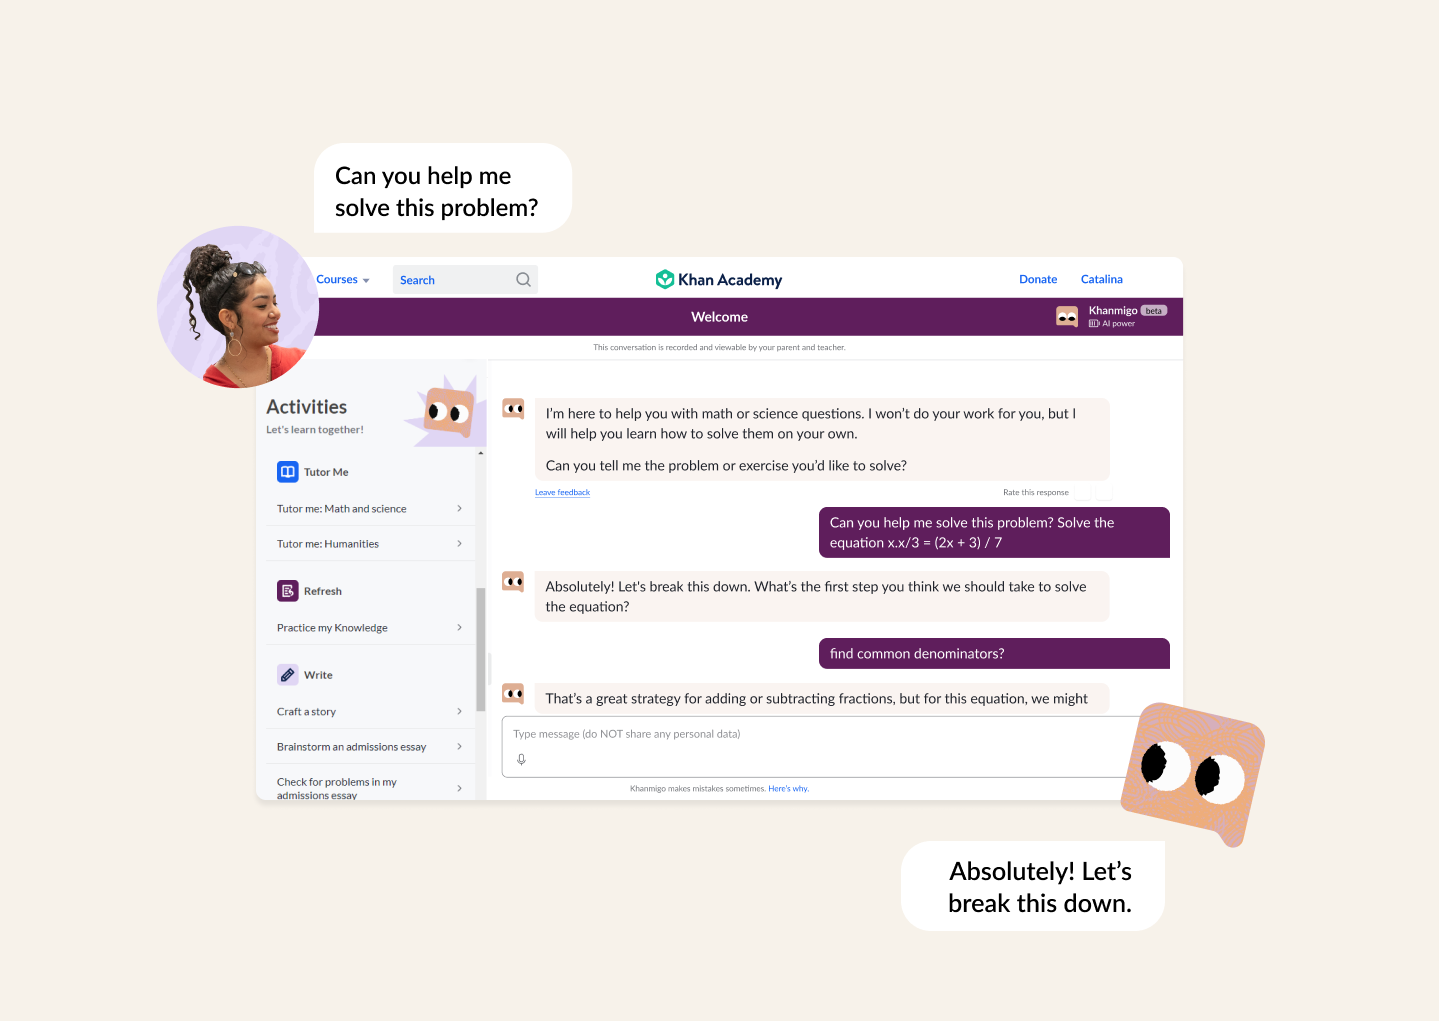 Can you help me
solve this problem?
Courses
Search
Khan Academy
Donate
Catalina
Welcome
Khanmigo beta
AI power
This conversation is recorded and viewable by your parent and teacher.
Activities
Let's learn together!
Tutor Me
Tutor me: Math and science
Tutor me: Humanities
Refresh
Practice my Knowledge
Write
Craft a story
Brainstorm an admissions essay
Check for problems in my
admissions essay
I'm here to help you with math or science questions. I won't do your work for you, but I
will help you learn how to solve them on your own.
Can you tell me the problem or exercise you'd like to solve?
Leave feedback
Rate this response
Can you help me solve this problem? Solve the
equation x.x/3 = (2x + 3) / 7
Absolutely! Let's break this down. What's the first step you think we should take to solve
the equation?
find common denominators?
That's a great strategy for adding or subtracting fractions, but for this equation, we might
Type message (do NOT share any personal data)
Khanmigo makes mistakes sometimes. Here's why.
Absolutely! Let's
break this down.